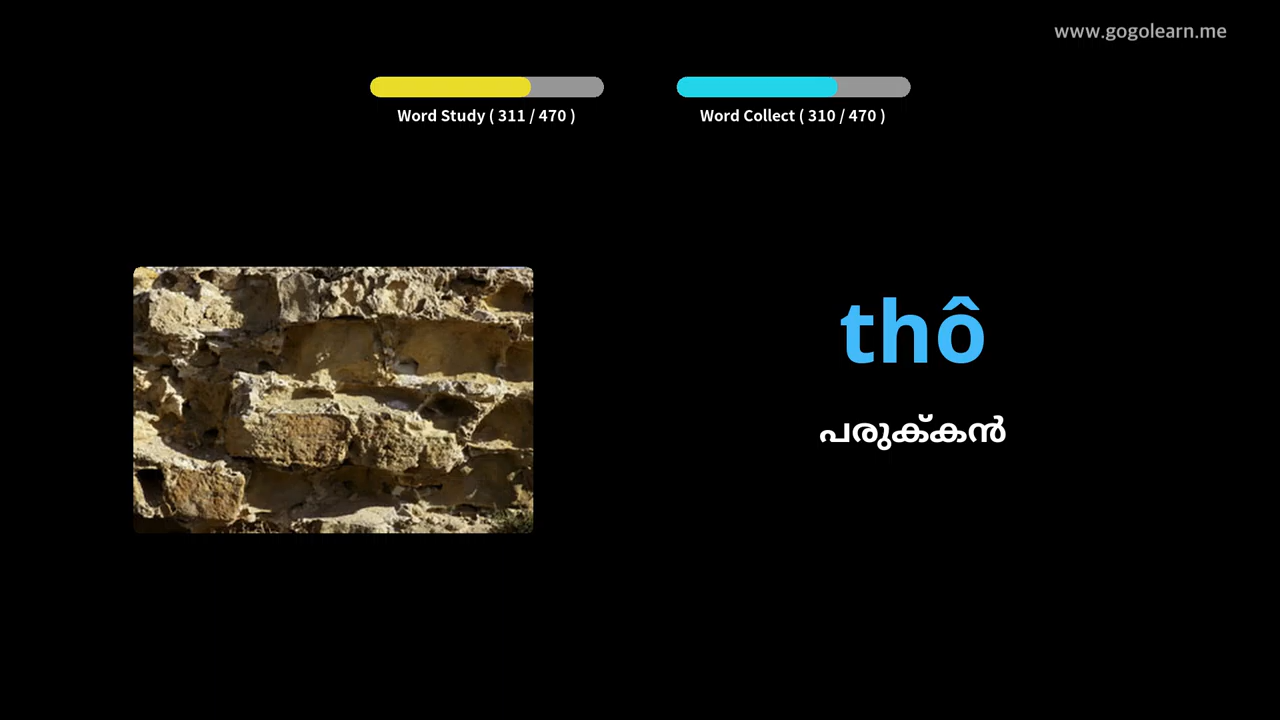 www.gogolearn.me
Word Study ( 311 / 470 )
Word Collect ( 310 / 470 )
thô
പരുക്കൻ